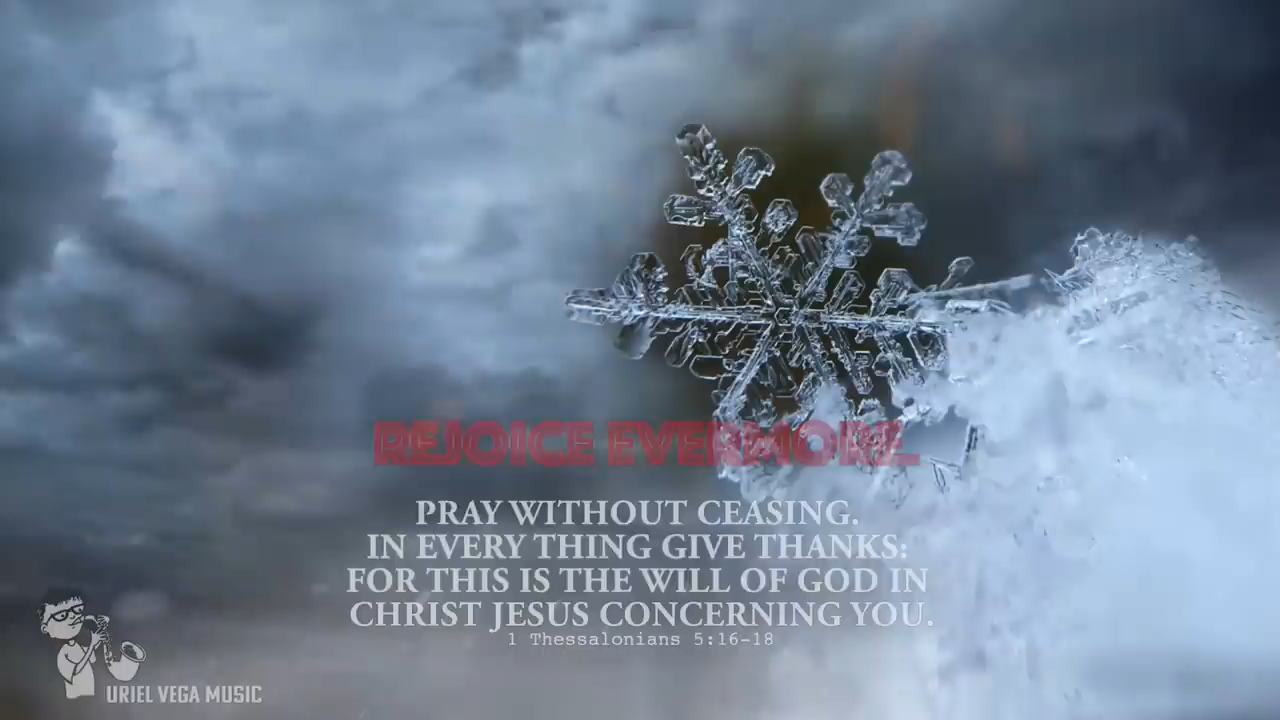 REJOICE EVERMORE.
PRAY WITHOUT CEASING.
IN EVERY THING GIVE THANKS:
FOR THIS IS THE WILL OF GOD IN
CHRIST JESUS CONCERNING YOU.
1 Thessalonians 5:16-18
URIEL VEGA MUSIC